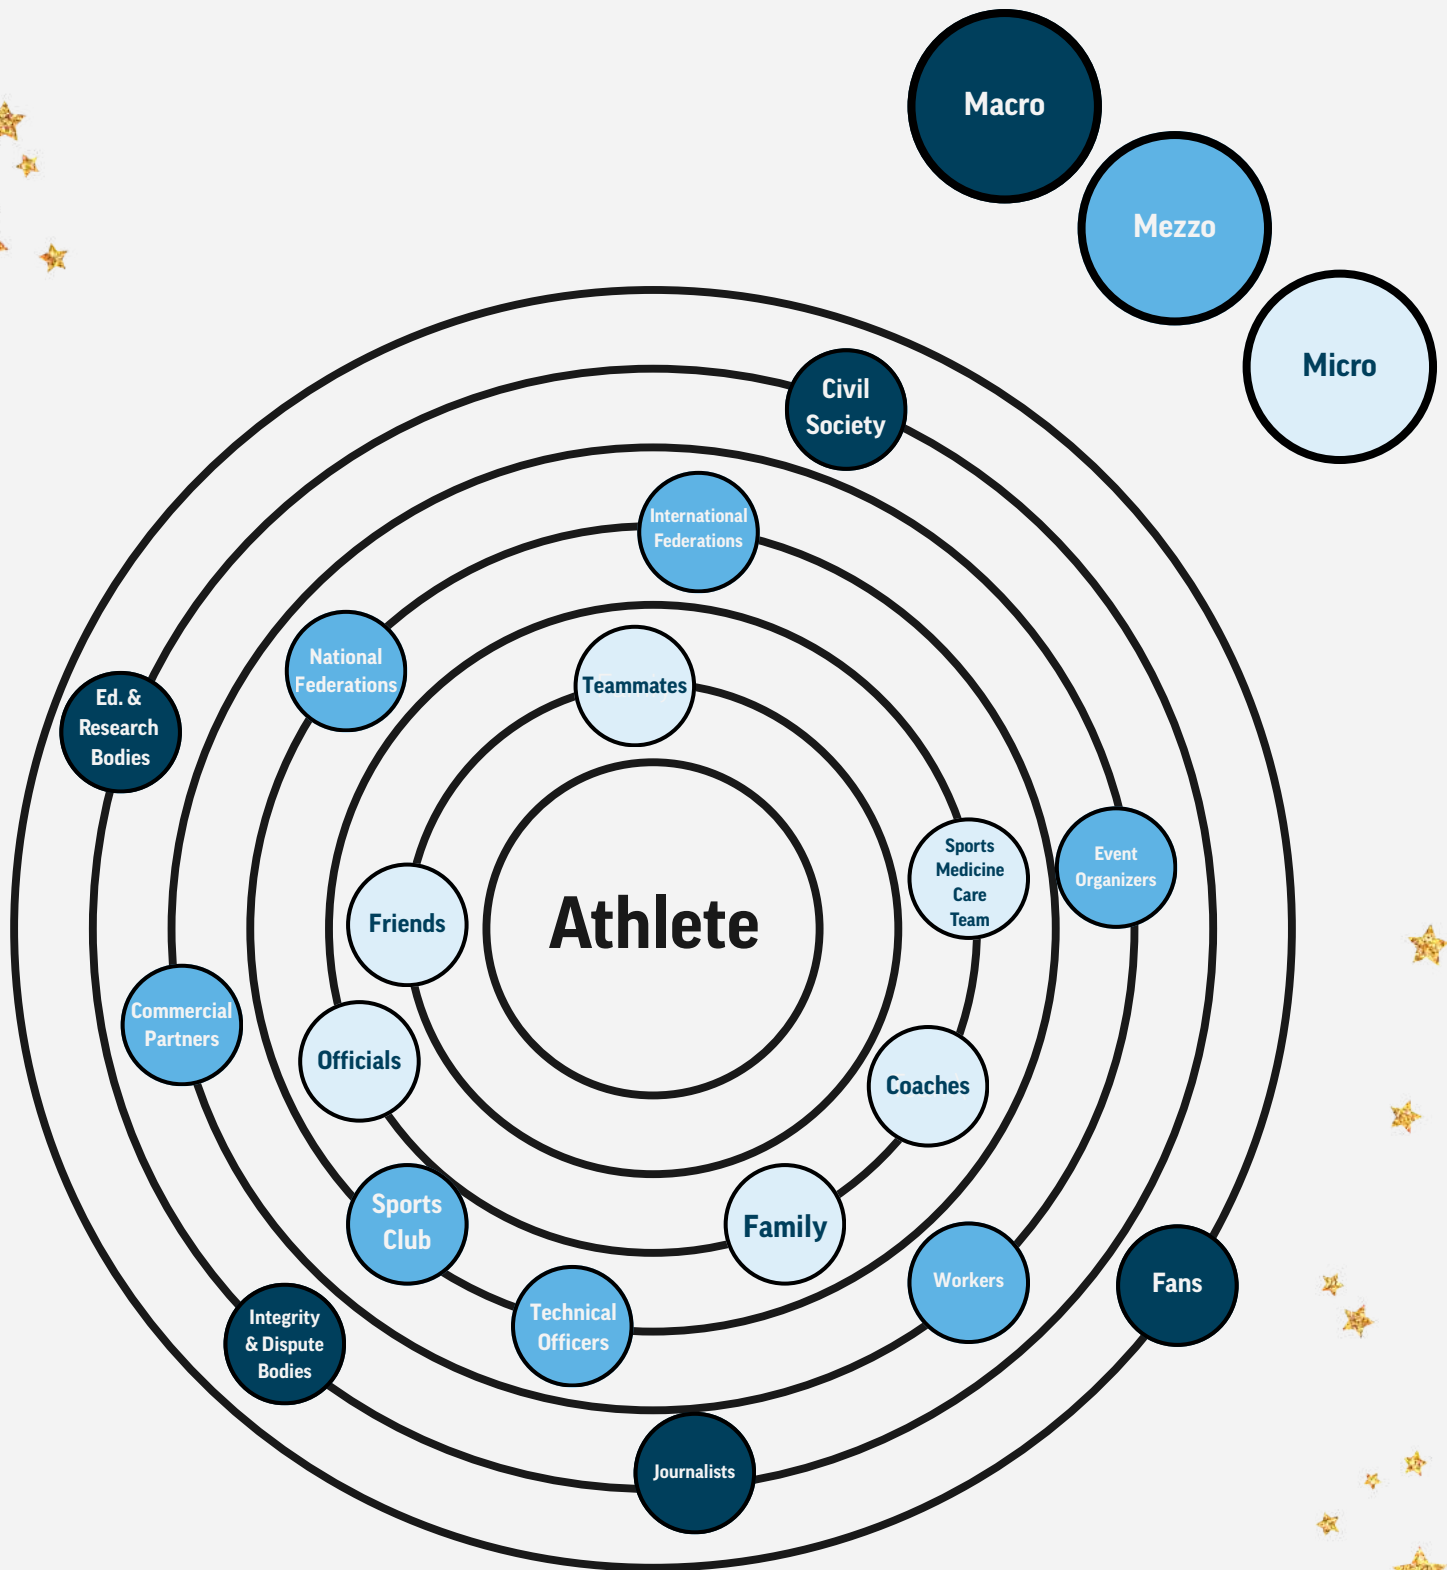 Macro
Mezzo
Micro
Civil
Society
International
Federations
National
Federations
Teammates
Ed. &
Research
Bodies
Sports
Medicine
Care
Team
Event
Organizers
Friends
Athlete
Commercial
Partners
Officials
Coaches
Sports
Club
Family
Workers
Fans
Technical
Officers
Integrity
& Dispute
Bodies
Journalists